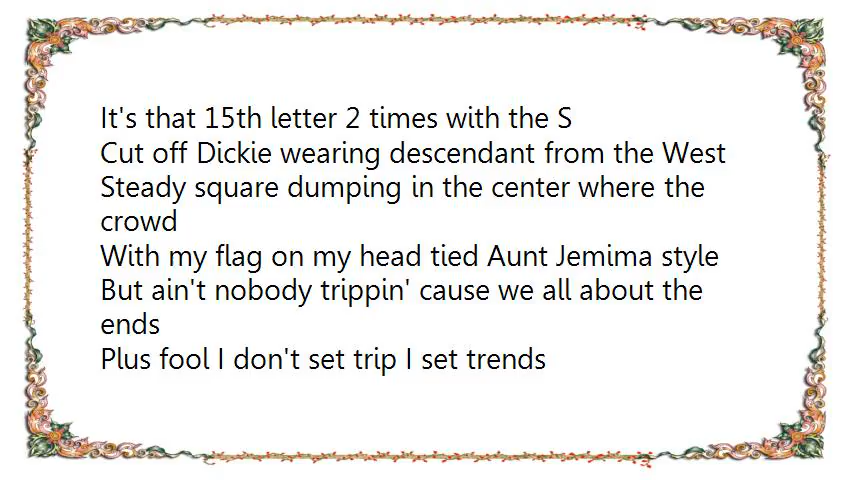 It's that 15th letter 2 times with the S
Cut off Dickie wearing descendant from the West
Steady square dumping in the center where the
crowd
With my flag on my head tied Aunt Jemima style
But ain't nobody trippin' cause we all about the
ends
Plus fool I don't set trip I set trends